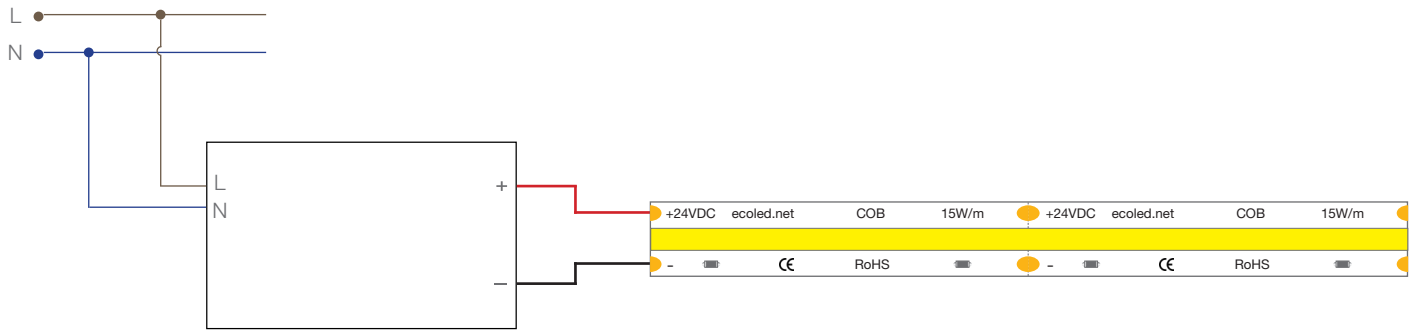 L
N
L
N
+
–
+24VDC ecoled.net COB 15W/m +24VDC ecoled.net COB 15W/m
- CE RoHS - CE RoHS